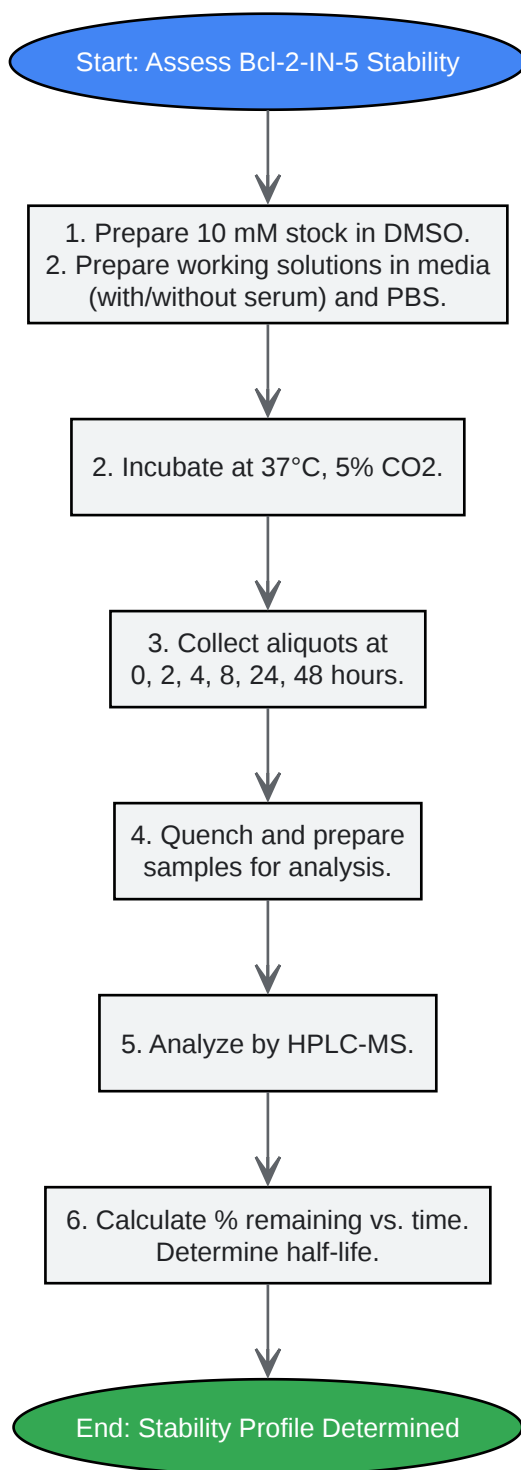 Start: Assess Bcl-2-IN-5 Stability
1. Prepare 10 mM stock in DMSO.
2. Prepare working solutions in media
(with/without serum) and PBS.
2. Incubate at 37°C, 5% CO2.
3. Collect aliquots at
0, 2, 4, 8, 24, 48 hours.
4. Quench and prepare
samples for analysis.
5. Analyze by HPLC-MS.
6. Calculate % remaining vs. time.
Determine half-life.
End: Stability Profile Determined